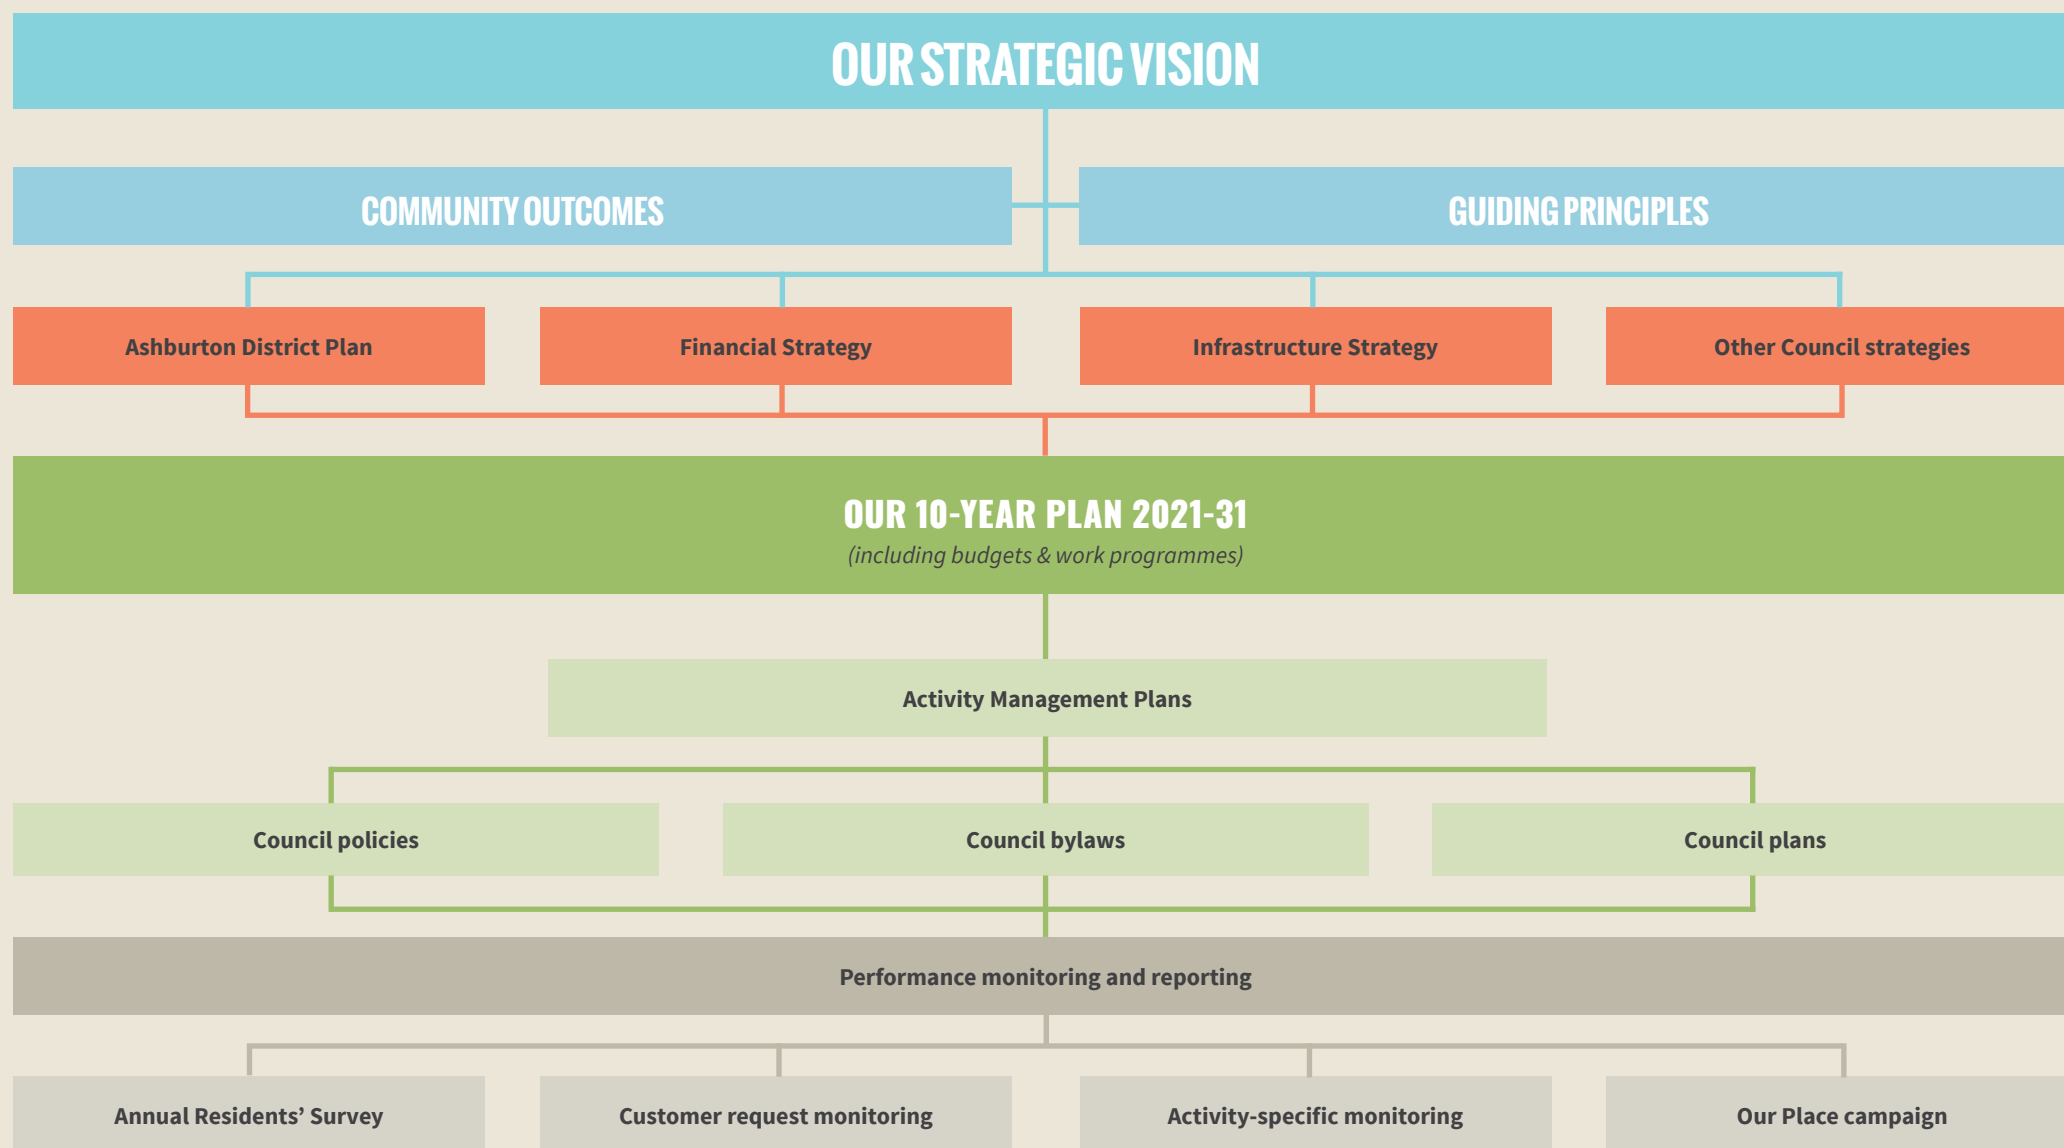 OUR STRATEGIC VISION
COMMUNITY OUTCOMES
GUIDING PRINCIPLES
Ashburton District Plan
Financial Strategy
Infrastructure Strategy
Other Council strategies
OUR 10-YEAR PLAN 2021-31
(including budgets & work programmes)
Activity Management Plans
Council policies
Council bylaws
Council plans
Performance monitoring and reporting
Annual Residents’ Survey
Customer request monitoring
Activity-specific monitoring
Our Place campaign